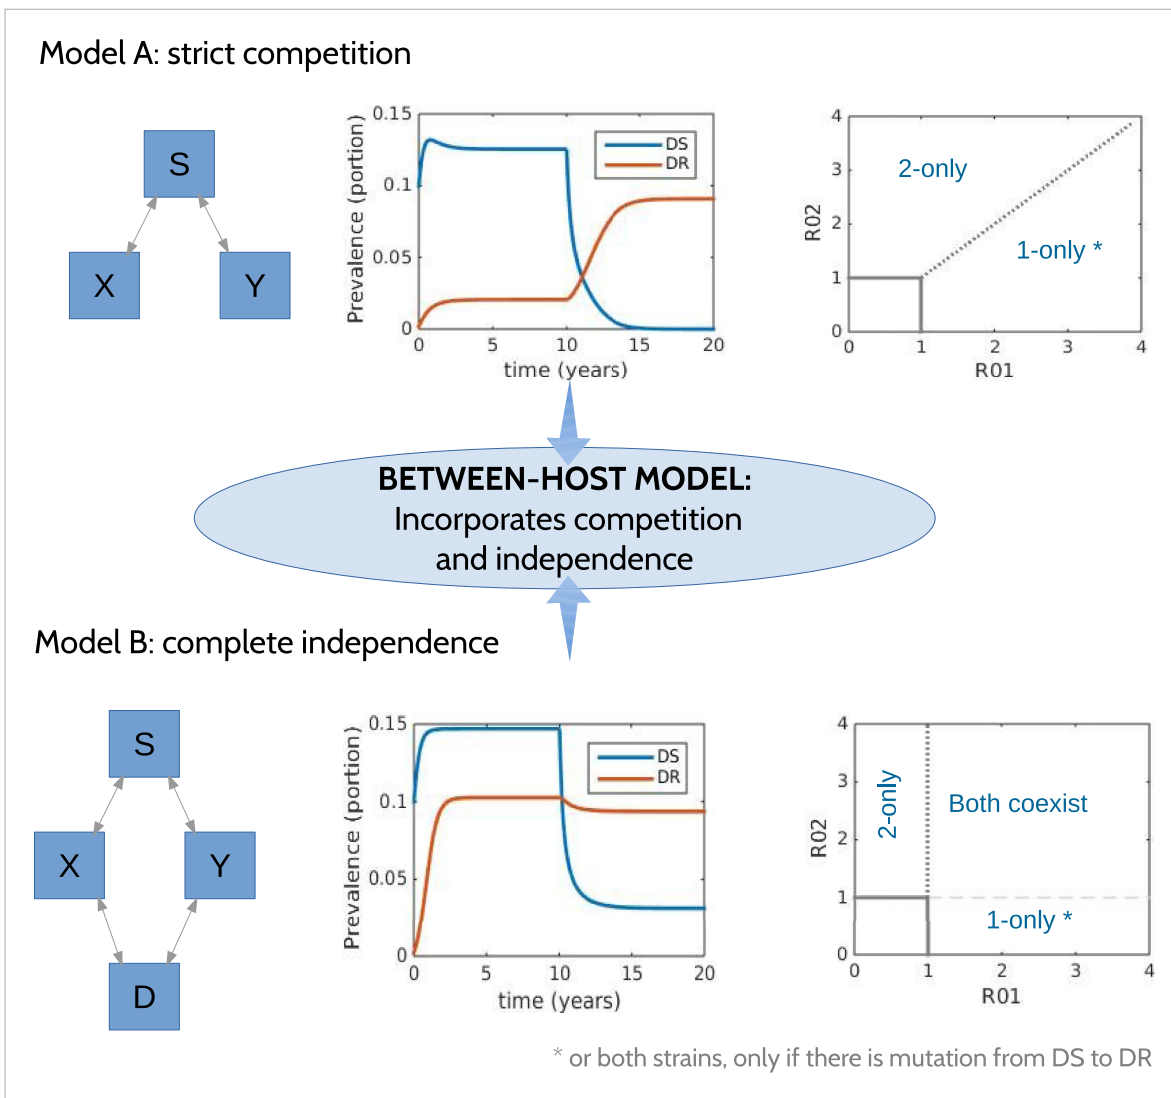 Model A: strict competition
S
X
Y
Prevalence (portion)
0.15
0.1
0.05
0
DS
DR
0
5
10
15
20
time (years)
R02
4
3
2
1
0
2-only
1-only *
0
1
2
3
4
R01
BETWEEN-HOST MODEL:
Incorporates competition
and independence
Model B: complete independence
S
X
Y
D
Prevalence (portion)
0.15
0.1
0.05
0
DS
DR
0
5
10
15
20
time (years)
R02
4
3
2
1
0
2-only
Both coexist
1-only *
0
1
2
3
4
R01
* or both strains, only if there is mutation from DS to DR